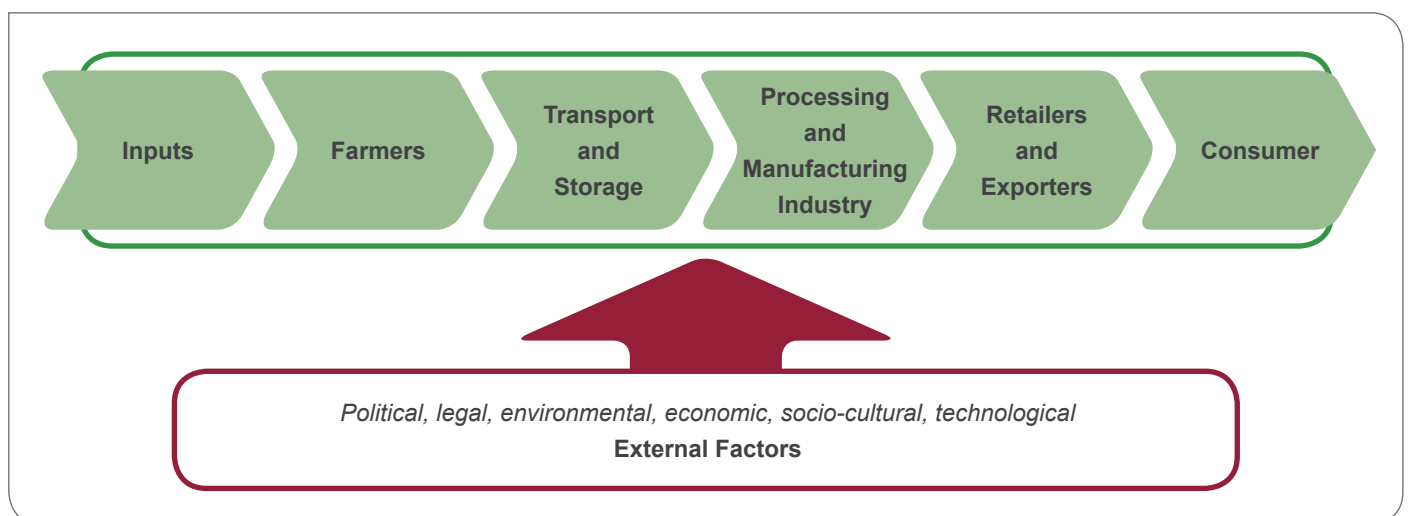 Inputs
Farmers
Transport
and
Storage
Processing
and
Manufacturing
Industry
Retailers
and
Exporters
Consumer
Political, legal, environmental, economic, socio-cultural, technological
External Factors